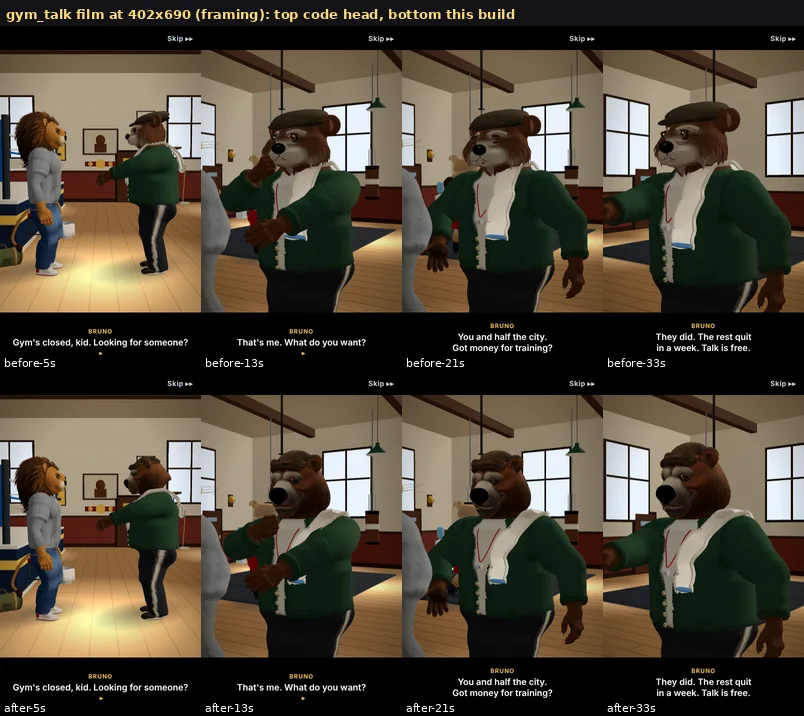 gym_talk film at 402x690 (framing): top code head, bottom this build
Skip ▸▸
Skip ▸▸
Skip ▸▸
Skip ▸▸
BRUNO
Gym's closed, kid. Looking for someone?
before-5s
BRUNO
That's me. What do you want?
before-13s
BRUNO
You and half the city.
Got money for training?
before-21s
BRUNO
They did. The rest quit
in a week. Talk is free.
before-33s
Skip ▸▸
Skip ▸▸
Skip ▸▸
Skip ▸▸
BRUNO
Gym's closed, kid. Looking for someone?
after-5s
BRUNO
That's me. What do you want?
after-13s
BRUNO
You and half the city.
Got money for training?
after-21s
BRUNO
They did. The rest quit
in a week. Talk is free.
after-33s